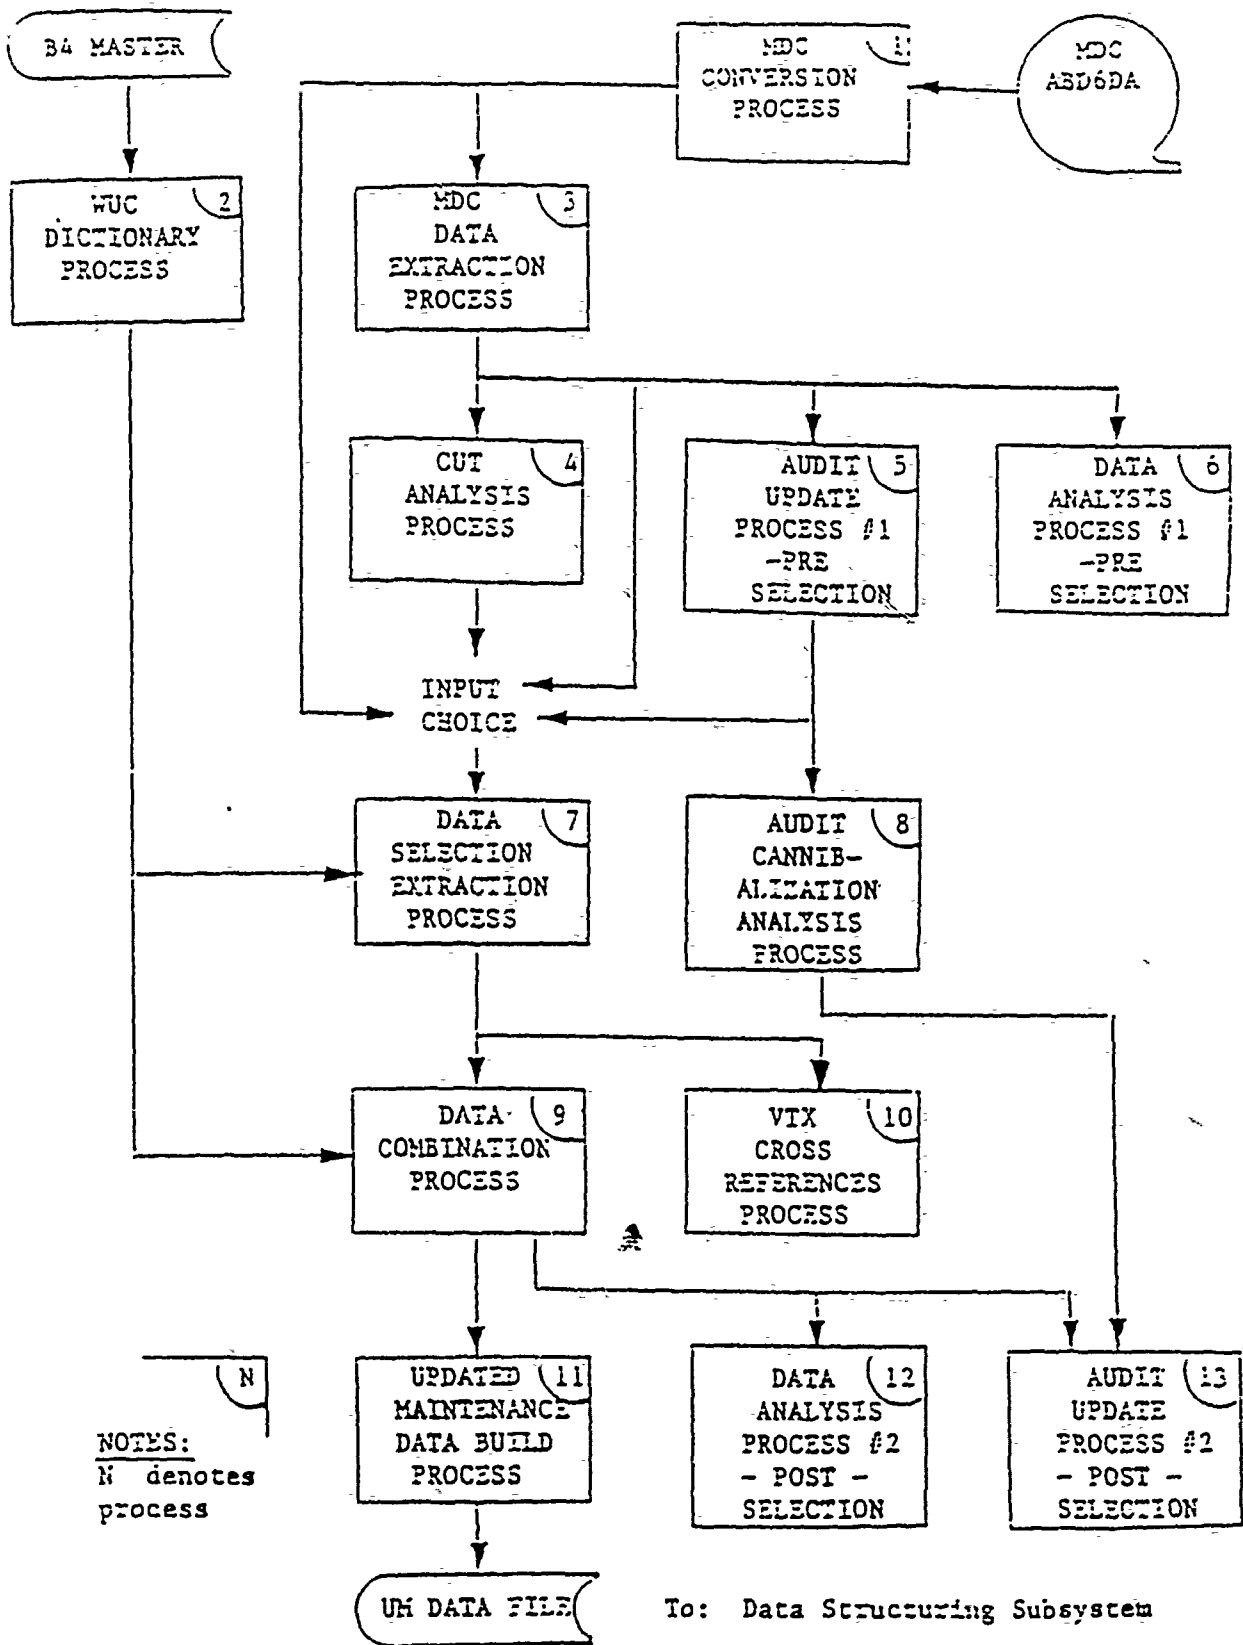 B4 MASTER
MDC
CONVERSION
PROCESS
1
MDC
ABD6DA
WUC
DICTIONARY
PROCESS
2
MDC
DATA
EXTRACTION
PROCESS
3
CUT
ANALYSIS
PROCESS
4
AUDIT
UPDATE
PROCESS #1
-PRE
SELECTION
5
DATA
ANALYSIS
PROCESS #1
-PRE
SELECTION
6
INPUT
CHOICE
DATA
SELECTION
EXTRACTION
PROCESS
7
AUDIT
CANNIB-
ALIZATION
ANALYSIS
PROCESS
8
DATA
COMBINATION
PROCESS
9
VTX
CROSS
REFERENCES
PROCESS
10
N
NOTES:
N denotes
process
UPDATED
MAINTENANCE
DATA BUILD
PROCESS
11
DATA
ANALYSIS
PROCESS #2
- POST -
SELECTION
12
AUDIT
UPDATE
PROCESS #2
- POST -
SELECTION
13
UM DATA FILE
To: Data Structuring Subsystem